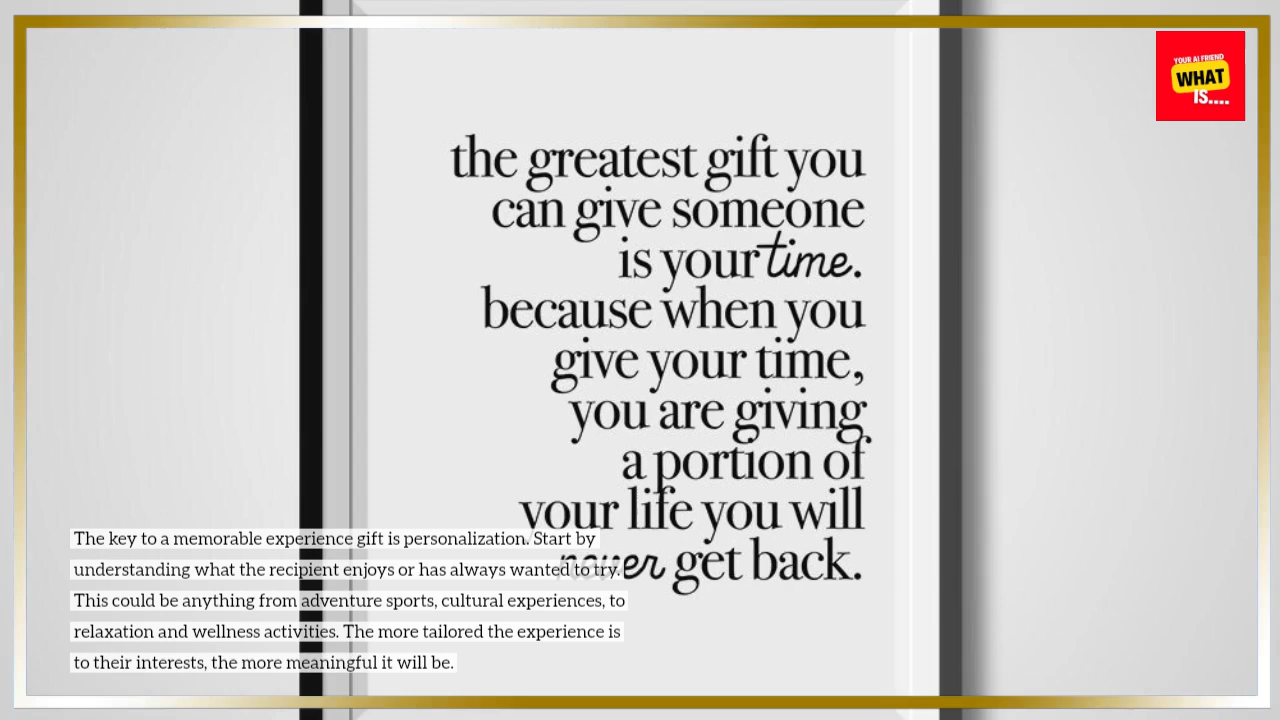 YOUR AI FRIEND
WHAT
IS....
the greatest gift you
can give someone
is your time.
because when you
give your time,
you are giving
a portion of
your life you will
never get back.
The key to a memorable experience gift is personalization. Start by
understanding what the recipient enjoys or has always wanted to try.
This could be anything from adventure sports, cultural experiences, to
relaxation and wellness activities. The more tailored the experience is
to their interests, the more meaningful it will be.